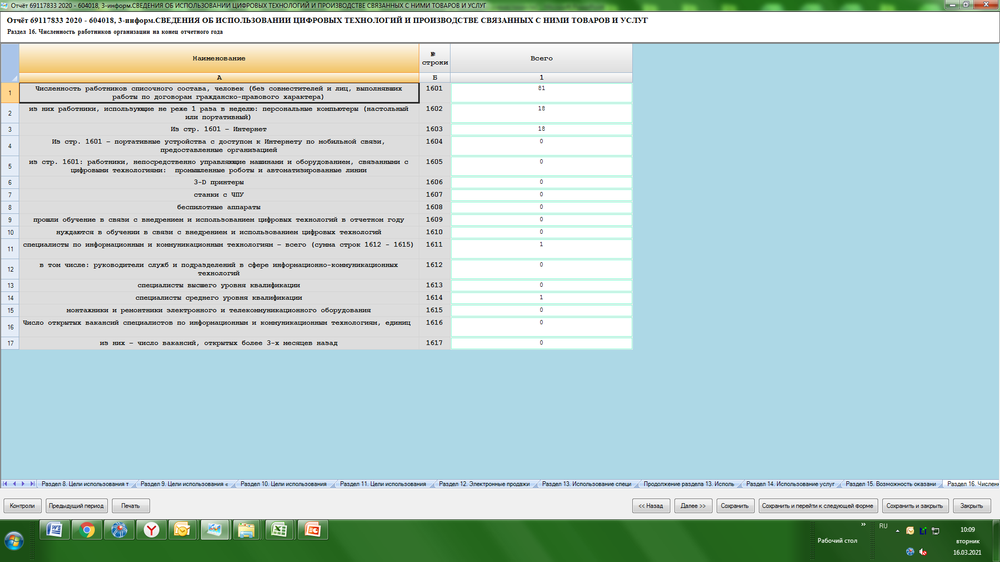 Отчёт 69117833 2020 - 604018, 3-информ.СВЕДЕНИЯ ОБ ИСПОЛЬЗОВАНИИ ЦИФРОВЫХ ТЕХНОЛОГИЙ И ПРОИЗВОДСТВЕ СВЯЗАННЫХ С НИМИ ТОВАРОВ И УСЛУГ
Отчёт 69117833 2020 - 604018, 3-информ.СВЕДЕНИЯ ОБ ИСПОЛЬЗОВАНИИ ЦИФРОВЫХ ТЕХНОЛОГИЙ И ПРОИЗВОДСТВЕ СВЯЗАННЫХ С НИМИ ТОВАРОВ И УСЛУГ
Раздел 16. Численность работников организации на конец отчетного года
Наименование № строки Всего
А Б 1
1 Численность работников списочного состава, человек (без совместителей и лиц, выполнявших 1601 81
работы по договорам гражданско-правового характера)
2 из них работники, использующие не реже 1 раза в неделю: персональные компьютеры (настольный 1602 18
или портативный)
3 Из стр. 1601 – Интернет 1603 18
4 Из стр. 1601 – портативные устройства с доступом к Интернету по мобильной связи, 1604 0
предоставленные организацией
5 из стр. 1601: работники, непосредственно управляющие машинами и оборудованием, связанными с 1605 0
цифровыми технологиями: промышленные роботы и автоматизированные линии
6 3-D принтеры 1606 0
7 станки с ЧПУ 1607 0
8 беспилотные аппараты 1608 0
9 прошли обучение в связи с внедрением и использованием цифровых технологий в отчетном году 1609 0
10 нуждаются в обучении в связи с внедрением и использованием цифровых технологий 1610 0
11 специалисты по информационным и коммуникационным технологиям – всего (сумма строк 1612 - 1615) 1611 1
12 в том числе: руководители служб и подразделений в сфере информационно-коммуникационных 1612 0
технологий
13 специалисты высшего уровня квалификации 1613 0
14 специалисты среднего уровня квалификации 1614 1
15 монтажники и ремонтники электронного и телекоммуникационного оборудования 1615 0
16 Число открытых вакансий специалистов по информационным и коммуникационным технологиям, единиц 1616 0
17 из них – число вакансий, открытых более 3-х месяцев назад 1617 0
Раздел 8. Цели использования т Раздел 9. Цели использования « Раздел 10. Цели использования Раздел 11. Цели использования Раздел 12. Электронные продажи Раздел 13. Использование специ Продолжение раздела 13. Исполь Раздел 14. Использование услуг Раздел 15. Возможность оказани Раздел 16. Числен
Контроли Предыдущий период Печать << Назад Далее >> Сохранить Сохранить и перейти к следующей форме Сохранить и закрыть Закрыть
Рабочий стол » RU 10:09
вторник
16.03.2021